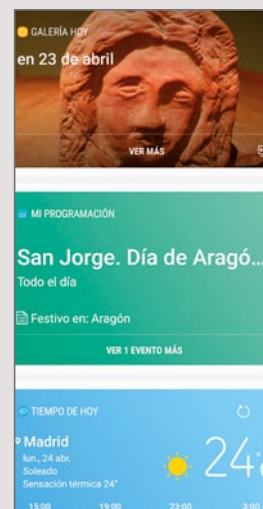 GALERÍA HOY
en 23 de abril
VER MÁS
MI PROGRAMACIÓN
San Jorge. Día de Aragó...
Todo el día
Festivo en: Aragón
VER 1 EVENTO MÁS
TIEMPO DE HOY
Madrid
lun., 24 abr.
Soleado
Sensación térmica 24°
24
15:00 19:00 23:00 3:00